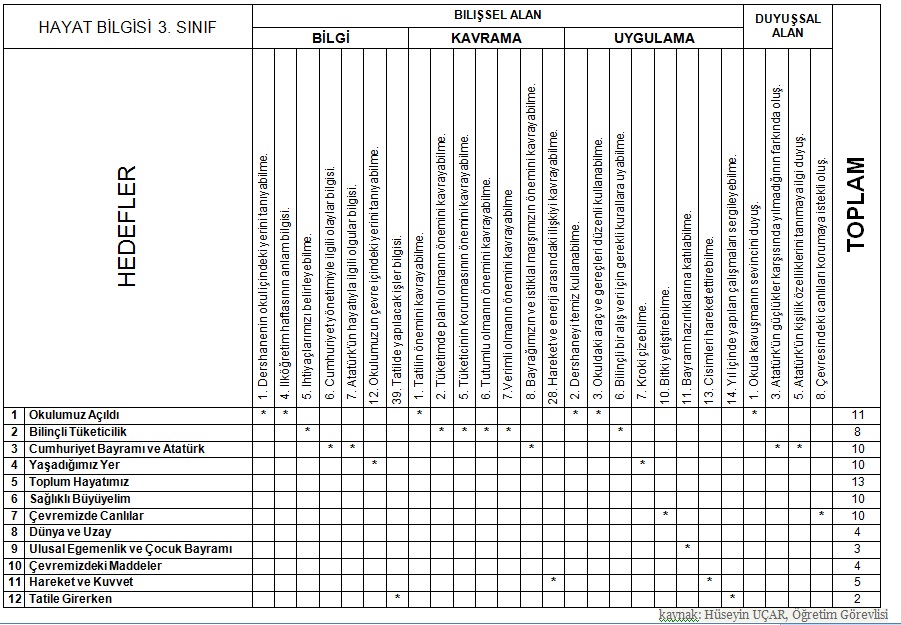 HAYAT BİLGİSİ 3. SINIF
BILIŞSEL ALAN
DUYUŞSAL
ALAN
BİLGİ
KAVRAMA
UYGULAMA
TOPLAM
HEDEFLER
1. Dershanenin okul içindeki yerini tanıyabilme.
4. Ilköğretim haftasının anlam bilgisi.
5. Ihtiyaçlarımızı belirleyebilme.
6. Cumhuriyet yönetimiyle ilgili olaylar bilgisi.
7. Atatürk'ün hayatıyla ilgili olgular bilgisi.
12. Okulumuzun çevre içindeki yerini tanıyabilme.
39. Tatilde yapılacak işler bilgisi.
1. Tatilin önemini kavrayabilme.
2. Tüketimde planlı olmanın önemini kavrayabilme.
5. Tüketicinin korunmasının önemini kavrayabilme.
6. Tutumlu olmanın önemini kavrayabilme.
7.Verimli olmanın önemini kavrayabilme
8. Bayrağımızın ve istiklal marşımızın önemini kavrayabilme.
28. Hareket ve enerji arasındaki ilişkiyi kavrayabilme.
2. Dershaneyi temiz kullanabilme.
3. Okuldaki araç ve gereçleri düzenli kullanabilme.
6. Bilinçli bir alış veri için gerekli kurallara uyabilme.
7. Kroki çizebilme.
10. Bitki yetiştirebilme.
11. Bayram hazırlıklarına katılabilme.
13. Cisimleri hareket ettirebilme.
14. Yıl içinde yapılan çalışmaları sergileyebilme.
1. Okula kavuşmanın sevincini duyuş.
3. Atatürk'ün güçlükler karşısında yılmadığının farkında oluş.
5. Atatürk'ün kişilik özelliklerini tanımaya ilgi duyuş.
8. Çevresindeki canlıları korumaya istekli oluş.
1 Okulumuz Açıldı * * * * * * 11
2 Bilinçli Tüketicilik * * * * * * 8
3 Cumhuriyet Bayramı ve Atatürk * * * * * 10
4 Yaşadığımız Yer * * 10
5 Toplum Hayatımız 13
6 Sağlıklı Büyüyelim 10
7 Çevremizde Canlılar * * 10
8 Dünya ve Uzay 4
9 Ulusal Egemenlik ve Çocuk Bayramı * 3
10 Çevremizdeki Maddeler 4
11 Hareket ve Kuvvet * * 5
12 Tatile Girerken * * 2
kaynak: Hüseyin UÇAR, Öğretim Görevlisi